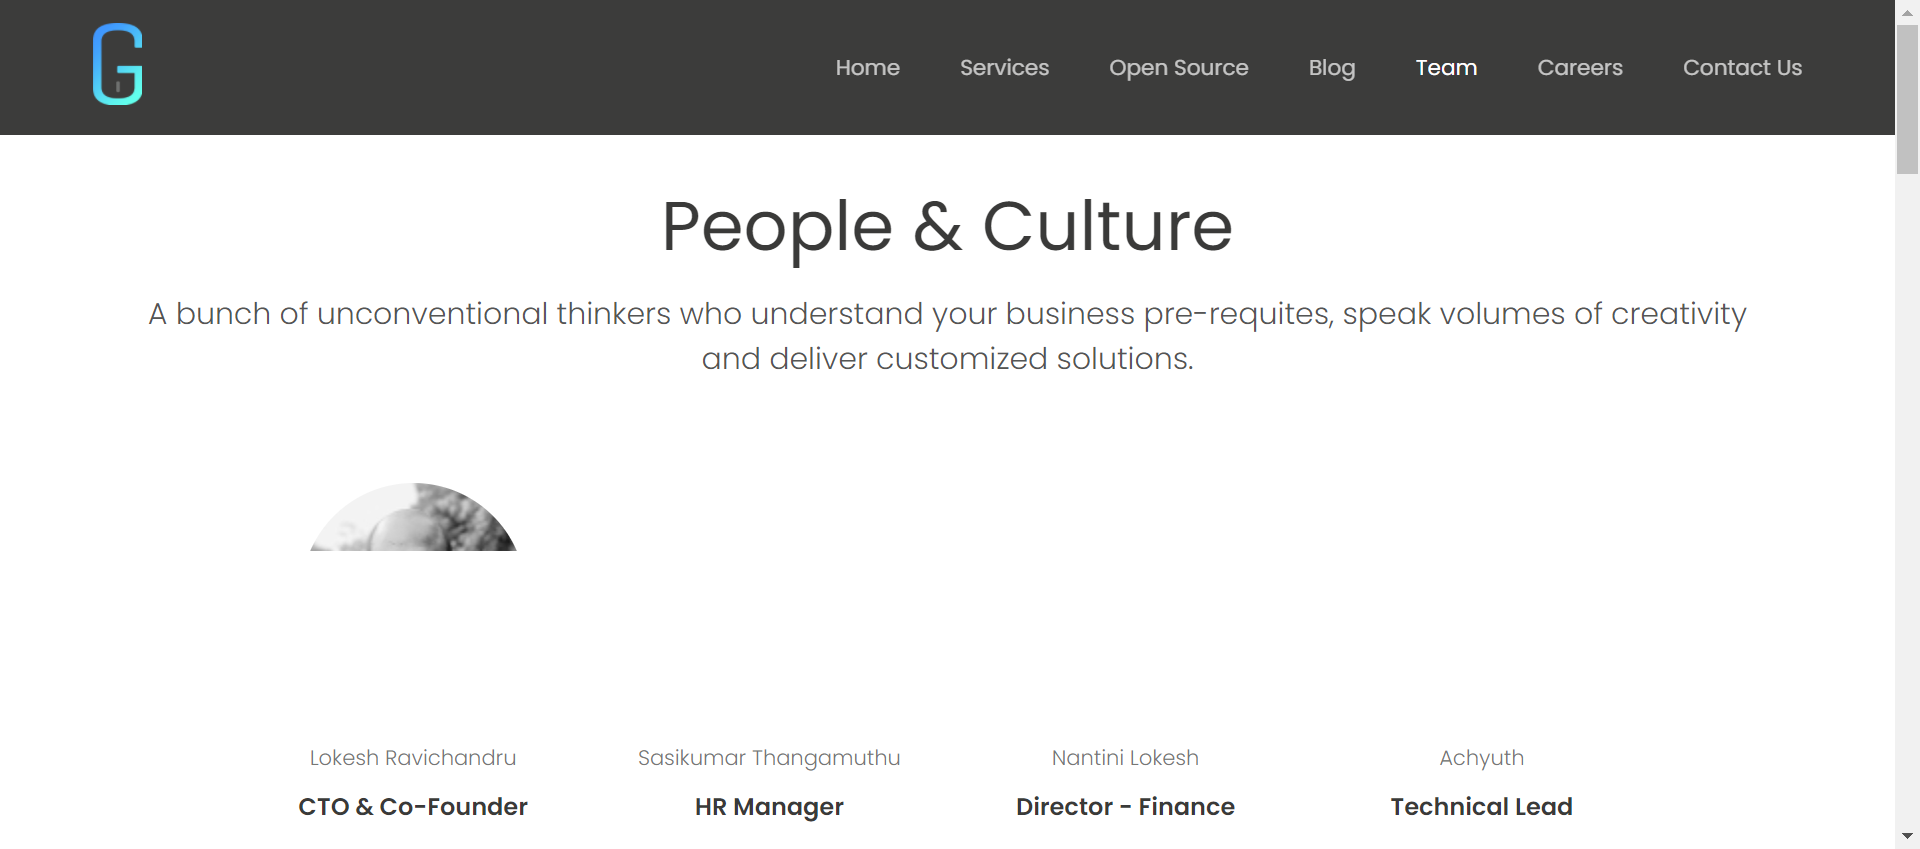 G
Home Services Open Source Blog Team Careers Contact Us
People & Culture
A bunch of unconventional thinkers who understand your business pre-requites, speak volumes of creativity
and deliver customized solutions.
Lokesh Ravichandru Sasikumar Thangamuthu Nantini Lokesh Achyuth
CTO & Co-Founder HR Manager Director - Finance Technical Lead